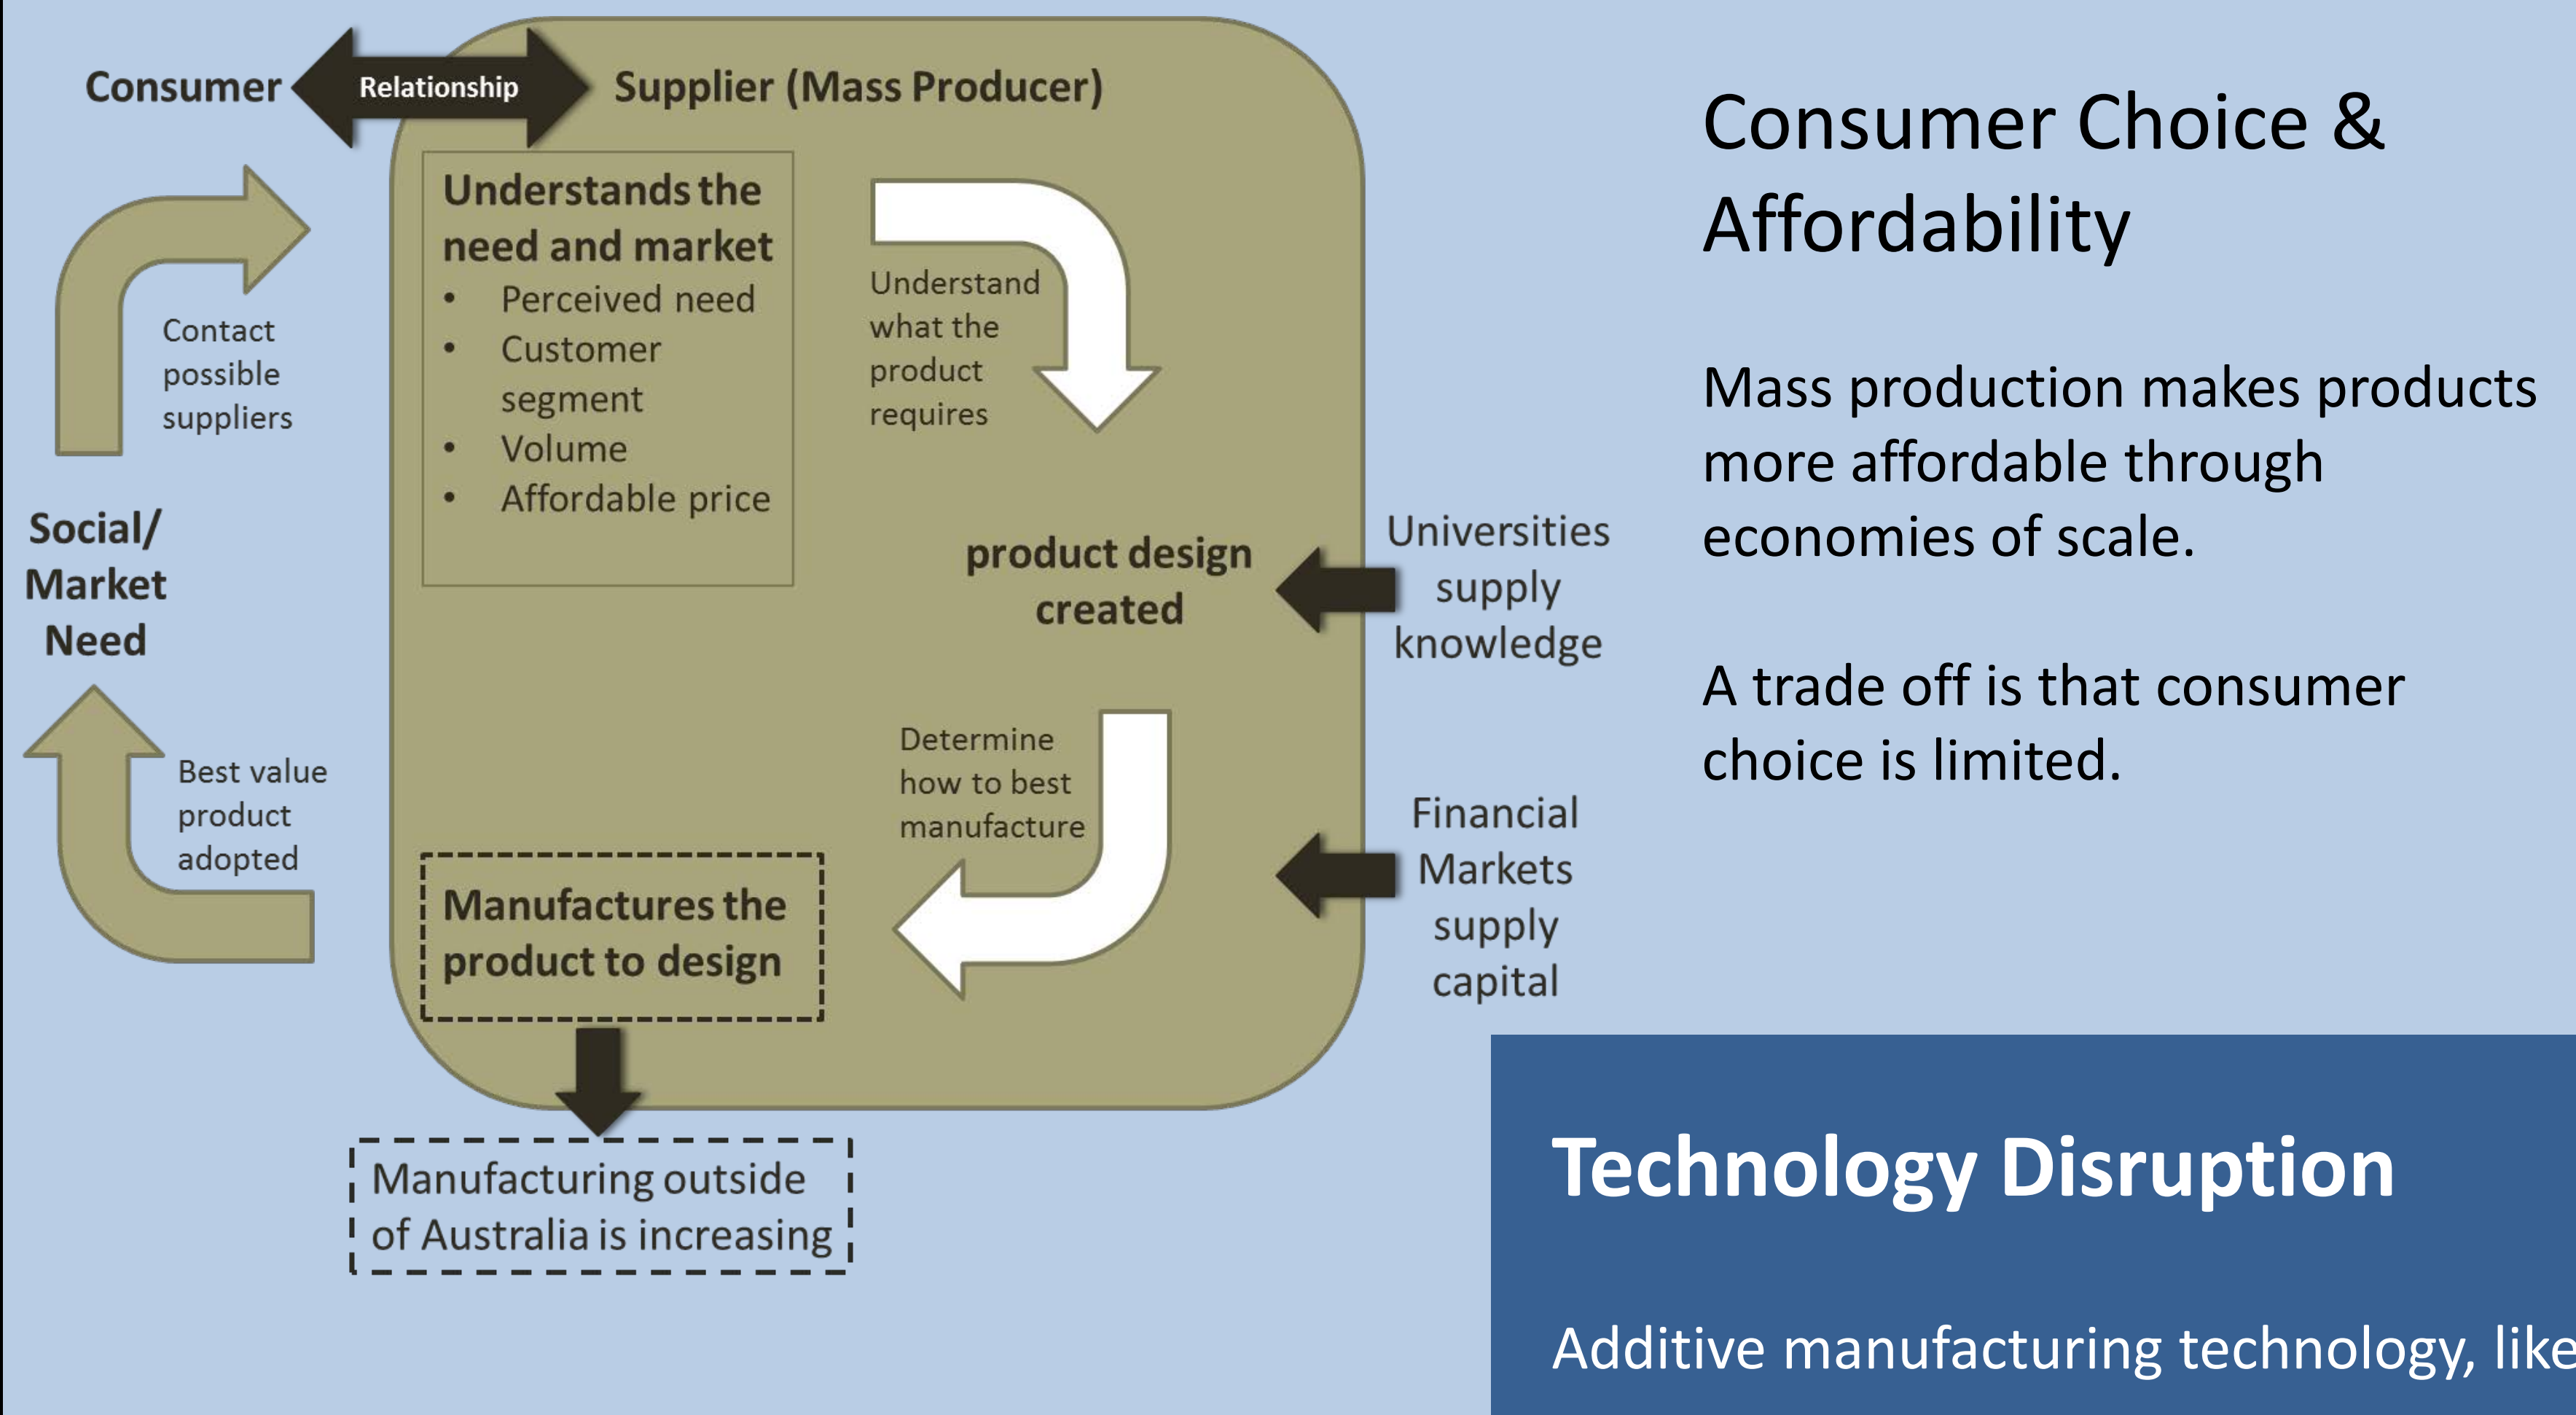 Consumer
Relationship
Supplier (Mass Producer)
Understands the
need and market
• Perceived need
• Customer
segment
• Volume
• Affordable price
Understand
what the
product
requires
Contact
possible
suppliers
Social/
Market
Need
product design
created
Universities
supply
knowledge
Best value
product
adopted
Determine
how to best
manufacture
Manufactures the
product to design
Financial
Markets
supply
capital
Manufacturing outside
of Australia is increasing
Consumer Choice &
Affordability
Mass production makes products
more affordable through
economies of scale.
A trade off is that consumer
choice is limited.
Technology Disruption
Additive manufacturing technology, like